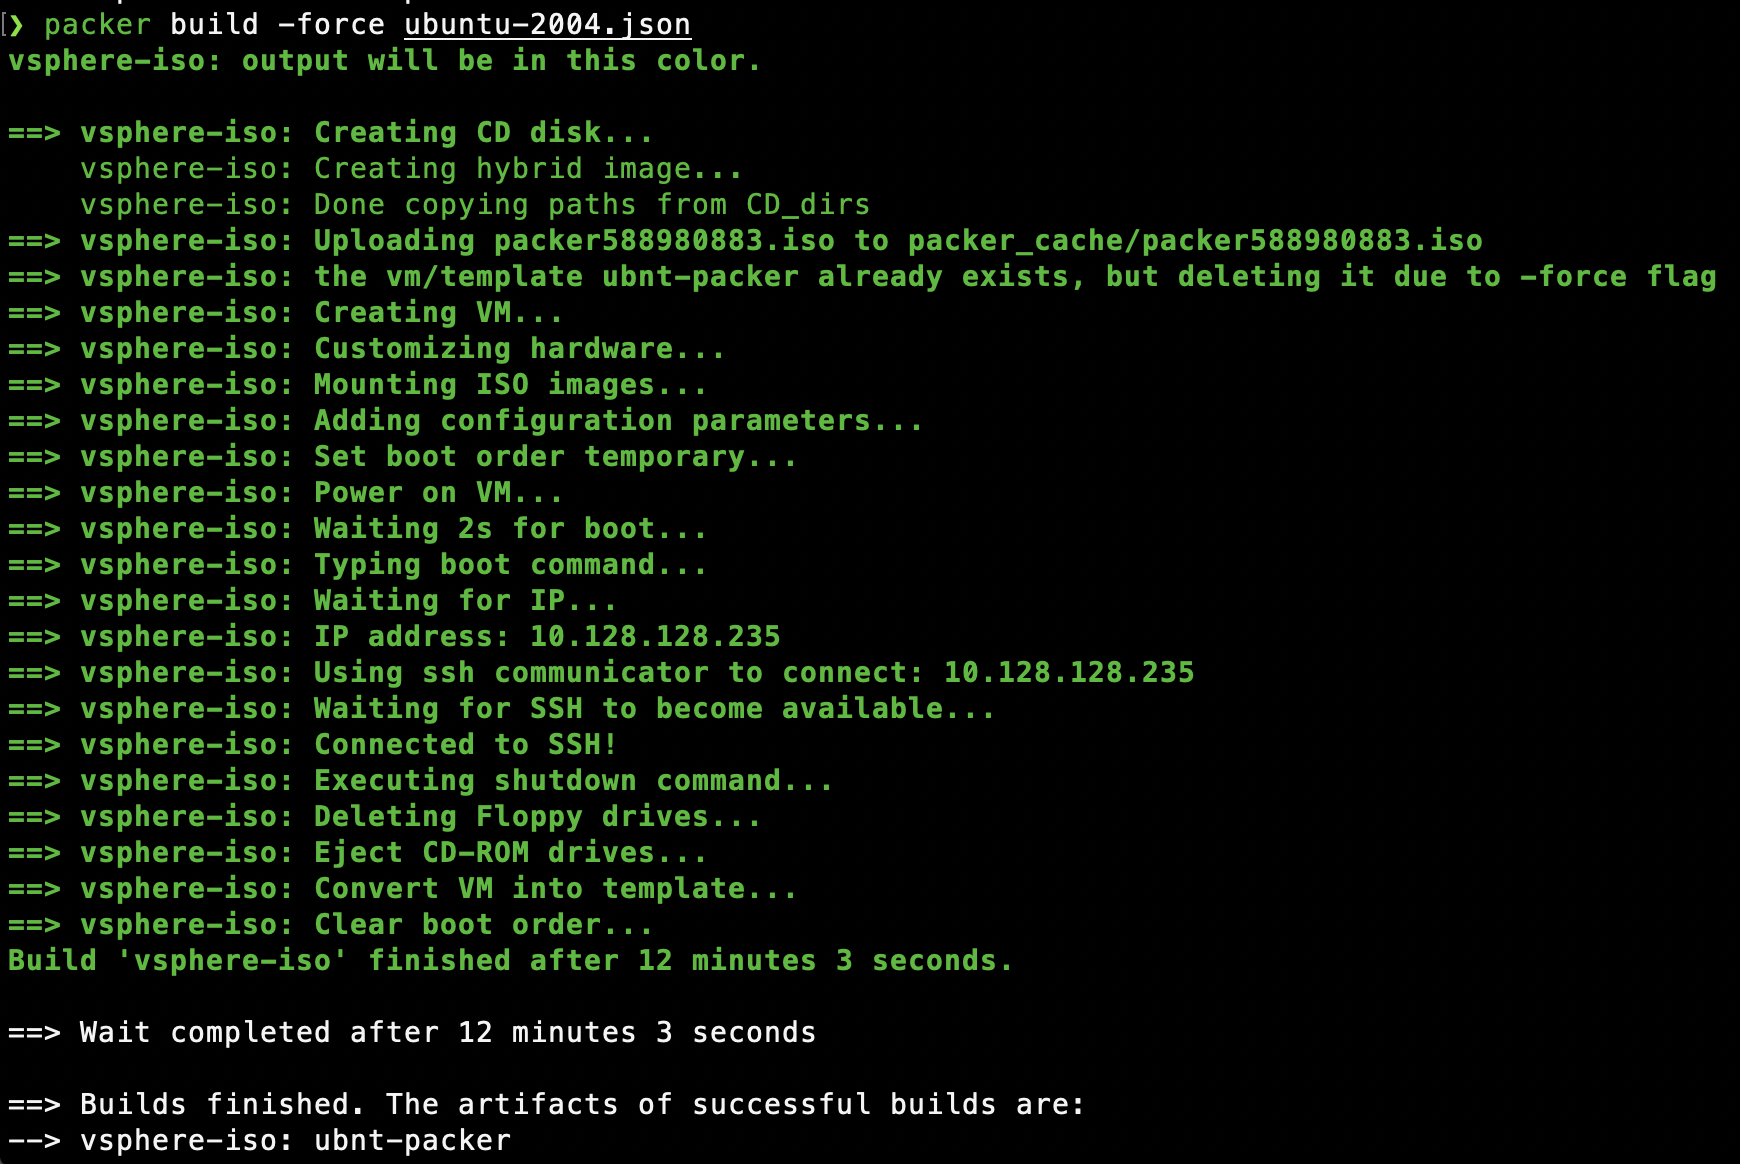 ❯ packer build -force ubuntu-2004.json
vsphere-iso: output will be in this color.

==> vsphere-iso: Creating CD disk...
    vsphere-iso: Creating hybrid image...
    vsphere-iso: Done copying paths from CD_dirs
==> vsphere-iso: Uploading packer588980883.iso to packer_cache/packer588980883.iso
==> vsphere-iso: the vm/template ubnt-packer already exists, but deleting it due to -force flag
==> vsphere-iso: Creating VM...
==> vsphere-iso: Customizing hardware...
==> vsphere-iso: Mounting ISO images...
==> vsphere-iso: Adding configuration parameters...
==> vsphere-iso: Set boot order temporary...
==> vsphere-iso: Power on VM...
==> vsphere-iso: Waiting 2s for boot...
==> vsphere-iso: Typing boot command...
==> vsphere-iso: Waiting for IP...
==> vsphere-iso: IP address: 10.128.128.235
==> vsphere-iso: Using ssh communicator to connect: 10.128.128.235
==> vsphere-iso: Waiting for SSH to become available...
==> vsphere-iso: Connected to SSH!
==> vsphere-iso: Executing shutdown command...
==> vsphere-iso: Deleting Floppy drives...
==> vsphere-iso: Eject CD-ROM drives...
==> vsphere-iso: Convert VM into template...
==> vsphere-iso: Clear boot order...
Build 'vsphere-iso' finished after 12 minutes 3 seconds.

==> Wait completed after 12 minutes 3 seconds

==> Builds finished. The artifacts of successful builds are:
--> vsphere-iso: ubnt-packer